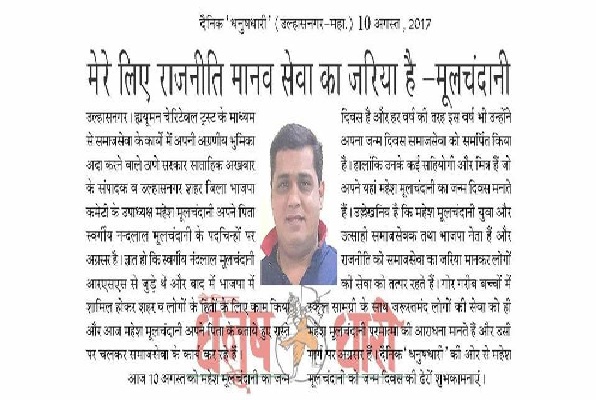 दैनिक 'धनुषधारी' (उल्हासनगर-महा.) 10 अगस्त, 2017
मेरे लिए राजनीति मानव सेवा का जरिया है -मूलचंदानी
उल्हासनगर। ह्यूमन चैरिटेबल ट्रस्ट के माध्यम
से समाजसेवा के कार्यो में अपनी अग्रणीय भुमिका
अदा करने वाले ठाणे सरकार साताहिक अखबार
के सांपादक व उल्हासनगर शहर जिला भाजपा
कमेटी के उपाध्यक्ष महेश मूलचंदानी अपने पिता
स्वर्गीय नन्दलाल मूलचंदानी के पदचिन्हों पर
अग्रसर है। ज्ञात हो कि स्वर्गीय नंदलाल मूलचंदानी
आरएसएस से जुड़े थे और बाद में भाजपा में
शामिल होकर शहर व लोगों के हितों के लिए काम किया
और आज महेश मूलचंदानी अपने पिता के बताये हुए रास्ते
पर चलकर समाजसेवा के कार्य कर रहे हैं।
आज 10 अगस्त को महेश मूलचंदानी का जन्म
दिवस हैं और हर वर्ष की तरह इस वर्ष भी उन्होंने
अपना जन्म दिवस समाजसेवा को समर्पित किया
है। हालाँकि उनके कई साहियोगी और मित्र हैं जो
अपने यहां महेश मूलचंदानी का जन्म दिवस मनाते
हैं। उल्लेखनिय है कि महेश मूलचंदानी युवा और
उत्साही समाजसेवक तथा भाजपा नेता हैं और
राजनीति को समाजसेवा का जरिया मानकर लोगों
की सेवा को तत्पर रहते हैं। गोर गरीब बच्चों में
स्कूल सामग्री के साथ जरूरतमंद लोगों की सेवा को ही
महेश मूलचंदानी परमात्मा की आराधना मानते हैं और उसी
मार्ग पर अग्रसर हैं। दैनिक 'धनुषधारी' की ओर से महेश
मूलचंदानी को जन्म दिवस की ढेरों शुभकामनाएं।
धनुष धारी